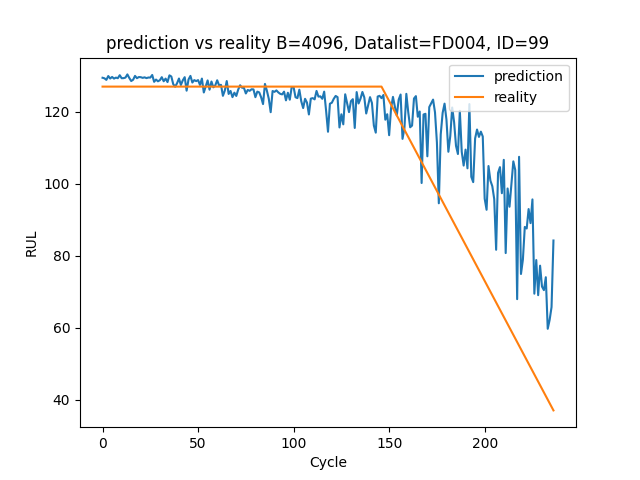 prediction vs reality B=4096, Datalist=FD004, ID=99
prediction
reality
120
100
80
60
40
RUL
0 50 100 150 200
Cycle